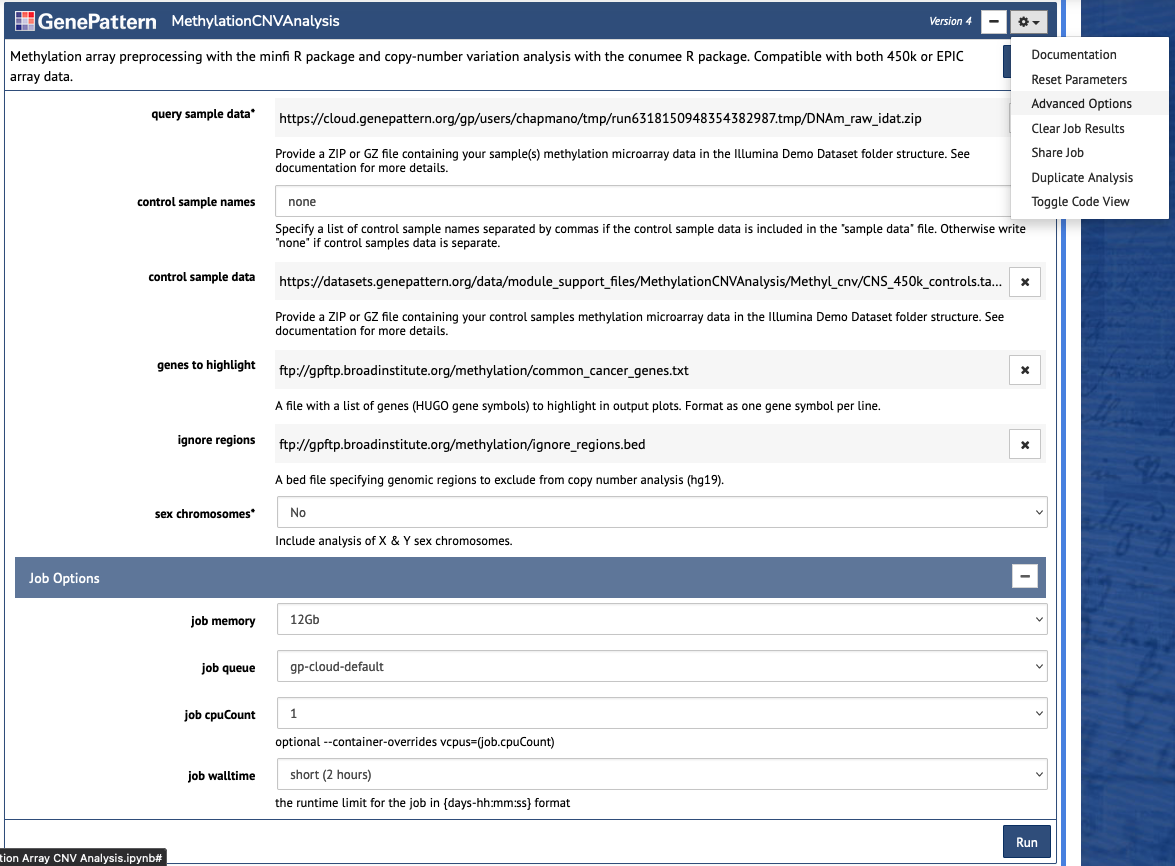 GenePattern MethylationCNVAnalysis Version 4
Methylation array preprocessing with the minfi R package and copy-number variation analysis with the conumee R package. Compatible with both 450k or EPIC
array data.
Documentation
Reset Parameters
Advanced Options
Clear Job Results
Share Job
Duplicate Analysis
Toggle Code View
query sample data*
https://cloud.genepattern.org/gp/users/chapmano/tmp/run6318150948354382987.tmp/DNAm_raw_idat.zip
Provide a ZIP or GZ file containing your sample(s) methylation microarray data in the Illumina Demo Dataset folder structure. See
documentation for more details.
control sample names
none
Specify a list of control sample names separated by commas if the control sample data is included in the "sample data" file. Otherwise write
"none" if control samples data is separate.
control sample data
https://datasets.genepattern.org/data/module_support_files/MethylationCNVAnalysis/Methyl_cnv/CNS_450k_controls.ta...
Provide a ZIP or GZ file containing your control samples methylation microarray data in the Illumina Demo Dataset folder structure. See
documentation for more details.
genes to highlight
ftp://gpftp.broadinstitute.org/methylation/common_cancer_genes.txt
A file with a list of genes (HUGO gene symbols) to highlight in output plots. Format as one gene symbol per line.
ignore regions
ftp://gpftp.broadinstitute.org/methylation/ignore_regions.bed
A bed file specifying genomic regions to exclude from copy number analysis (hg19).
sex chromosomes*
No
Include analysis of X & Y sex chromosomes.
Job Options
job memory
12Gb
job queue
gp-cloud-default
job cpuCount
1
optional --container-overrides vcpus=(job.cpuCount)
job walltime
short (2 hours)
the runtime limit for the job in {days-hh:mm:ss} format
Run
tion Array CNV Analysis.ipynb#